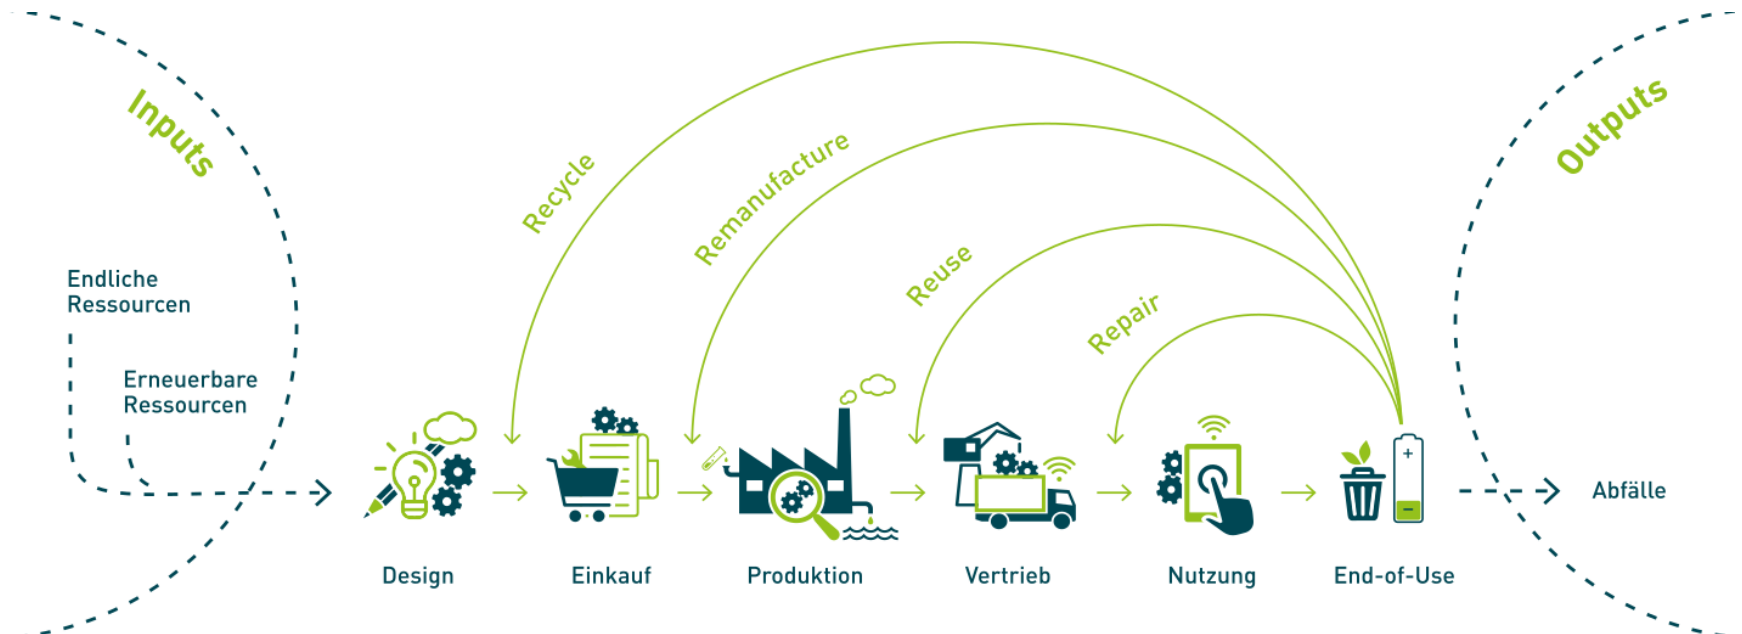 Inputs
Outputs
Recycle
Remanufacture
Reuse
Repair
Endliche
Ressourcen
Erneuerbare
Ressourcen
Abfälle
Design
Einkauf
Produktion
Vertrieb
Nutzung
End-of-Use